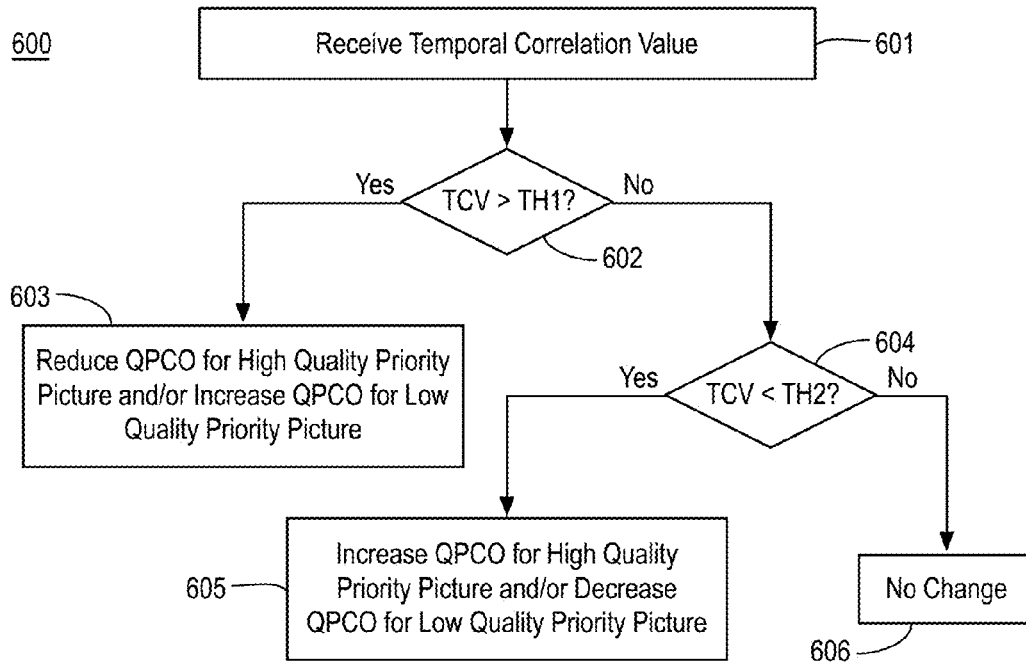 600
Receive Temporal Correlation Value
601
Yes
TCV > TH1?
No
602
603
Reduce QPCO for High Quality Priority
Picture and/or Increase QPCO for Low
Quality Priority Picture
604
Yes
TCV < TH2?
No
605
Increase QPCO for High Quality
Priority Picture and/or Decrease
QPCO for Low Quality Priority Picture
No Change
606